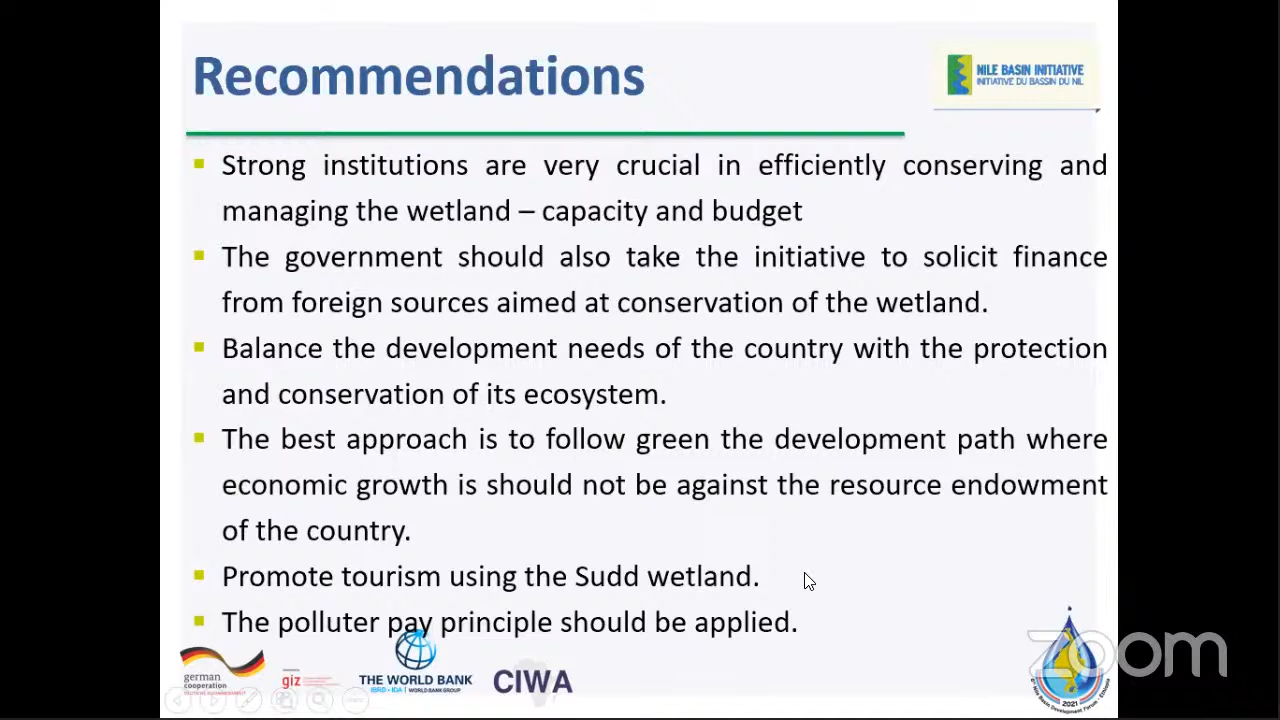 Recommendations
NILE BASIN INITIATIVE
INITIATIVE DU BASSIN DU NIL
Strong institutions are very crucial in efficiently conserving and
managing the wetland – capacity and budget
The government should also take the initiative to solicit finance
from foreign sources aimed at conservation of the wetland.
Balance the development needs of the country with the protection
and conservation of its ecosystem.
The best approach is to follow green the development path where
economic growth is should not be against the resource endowment
of the country.
Promote tourism using the Sudd wetland.
The polluter pay principle should be applied.
german
cooperation
giz
THE WORLD BANK
IBRD • IDA | WORLD BANK GROUP
CIWA
zoom
2021